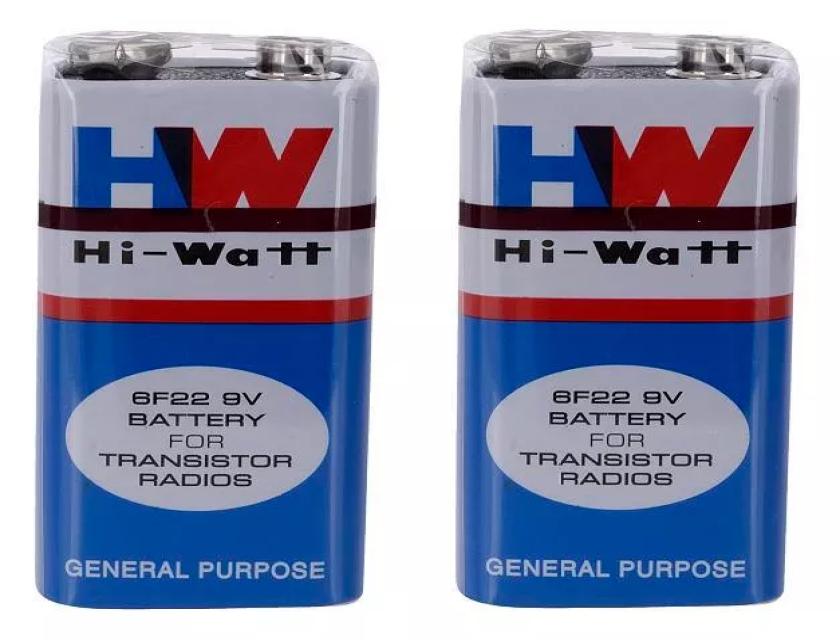 HW
Hi-Watt
6F22 9V
BATTERY
FOR
TRANSISTOR
RADIOS
GENERAL PURPOSE
HW
Hi-Watt
6F22 9V
BATTERY
FOR
TRANSISTOR
RADIOS
GENERAL PURPOSE